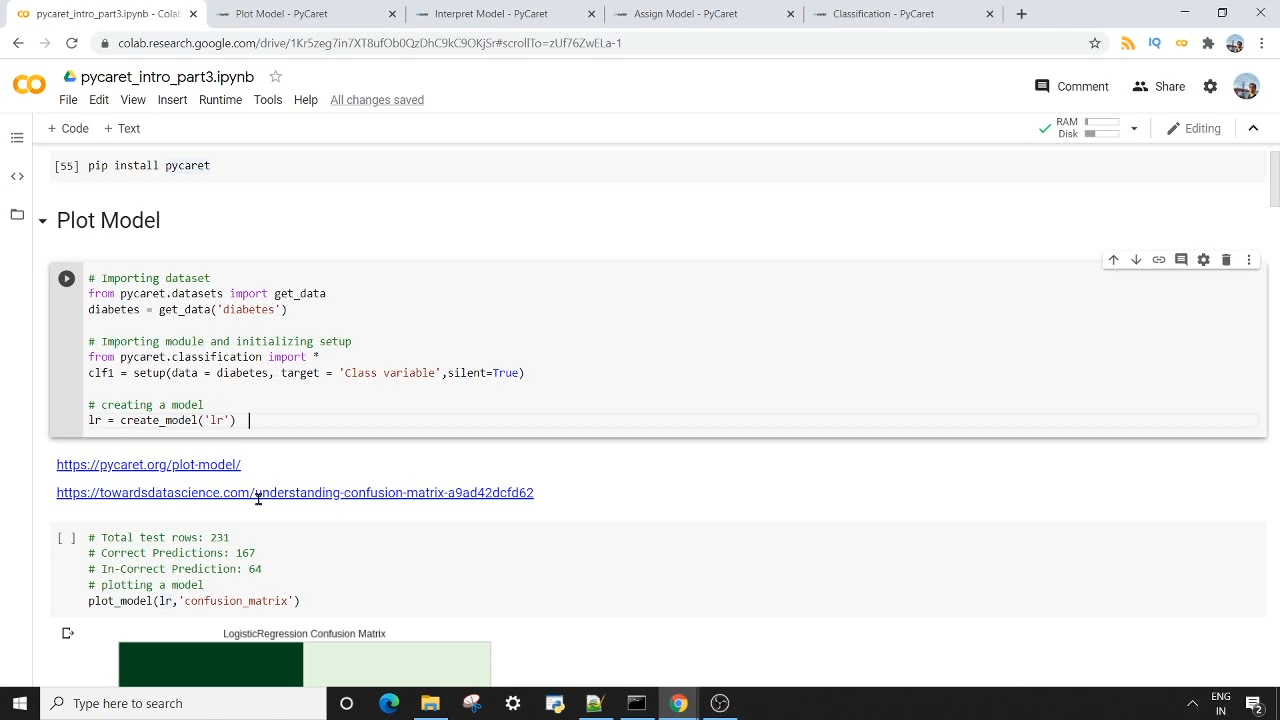 pycaret_intro_part3.ipynb - Colab
Plot Model - PyCaret
Interpret Model - PyCaret
Assign Model - PyCaret
Classification - PyCaret
colab.research.google.com/drive/1Kr5zeg7in7XT8ufOb0QzDhC9kC9OKjSr#scrollTo=zUf76ZwELa-1
pycaret_intro_part3.ipynb
File Edit View Insert Runtime Tools Help All changes saved
Comment
Share
+ Code + Text
RAM
Disk
Editing
[55] pip install pycaret
Plot Model
# Importing dataset
from pycaret.datasets import get_data
diabetes = get_data('diabetes')
# Importing module and initializing setup
from pycaret.classification import *
clf1 = setup(data = diabetes, target = 'Class variable',silent=True)
# creating a model
lr = create_model('lr')
https://pycaret.org/plot-model/
https://towardsdatascience.com/understanding-confusion-matrix-a9ad42dcfd62
[ ] # Total test rows: 231
# Correct Predictions: 167
# In-Correct Prediction: 64
# plotting a model
plot_model(lr,'confusion_matrix')
LogisticRegression Confusion Matrix
Type here to search
ENG
IN
2